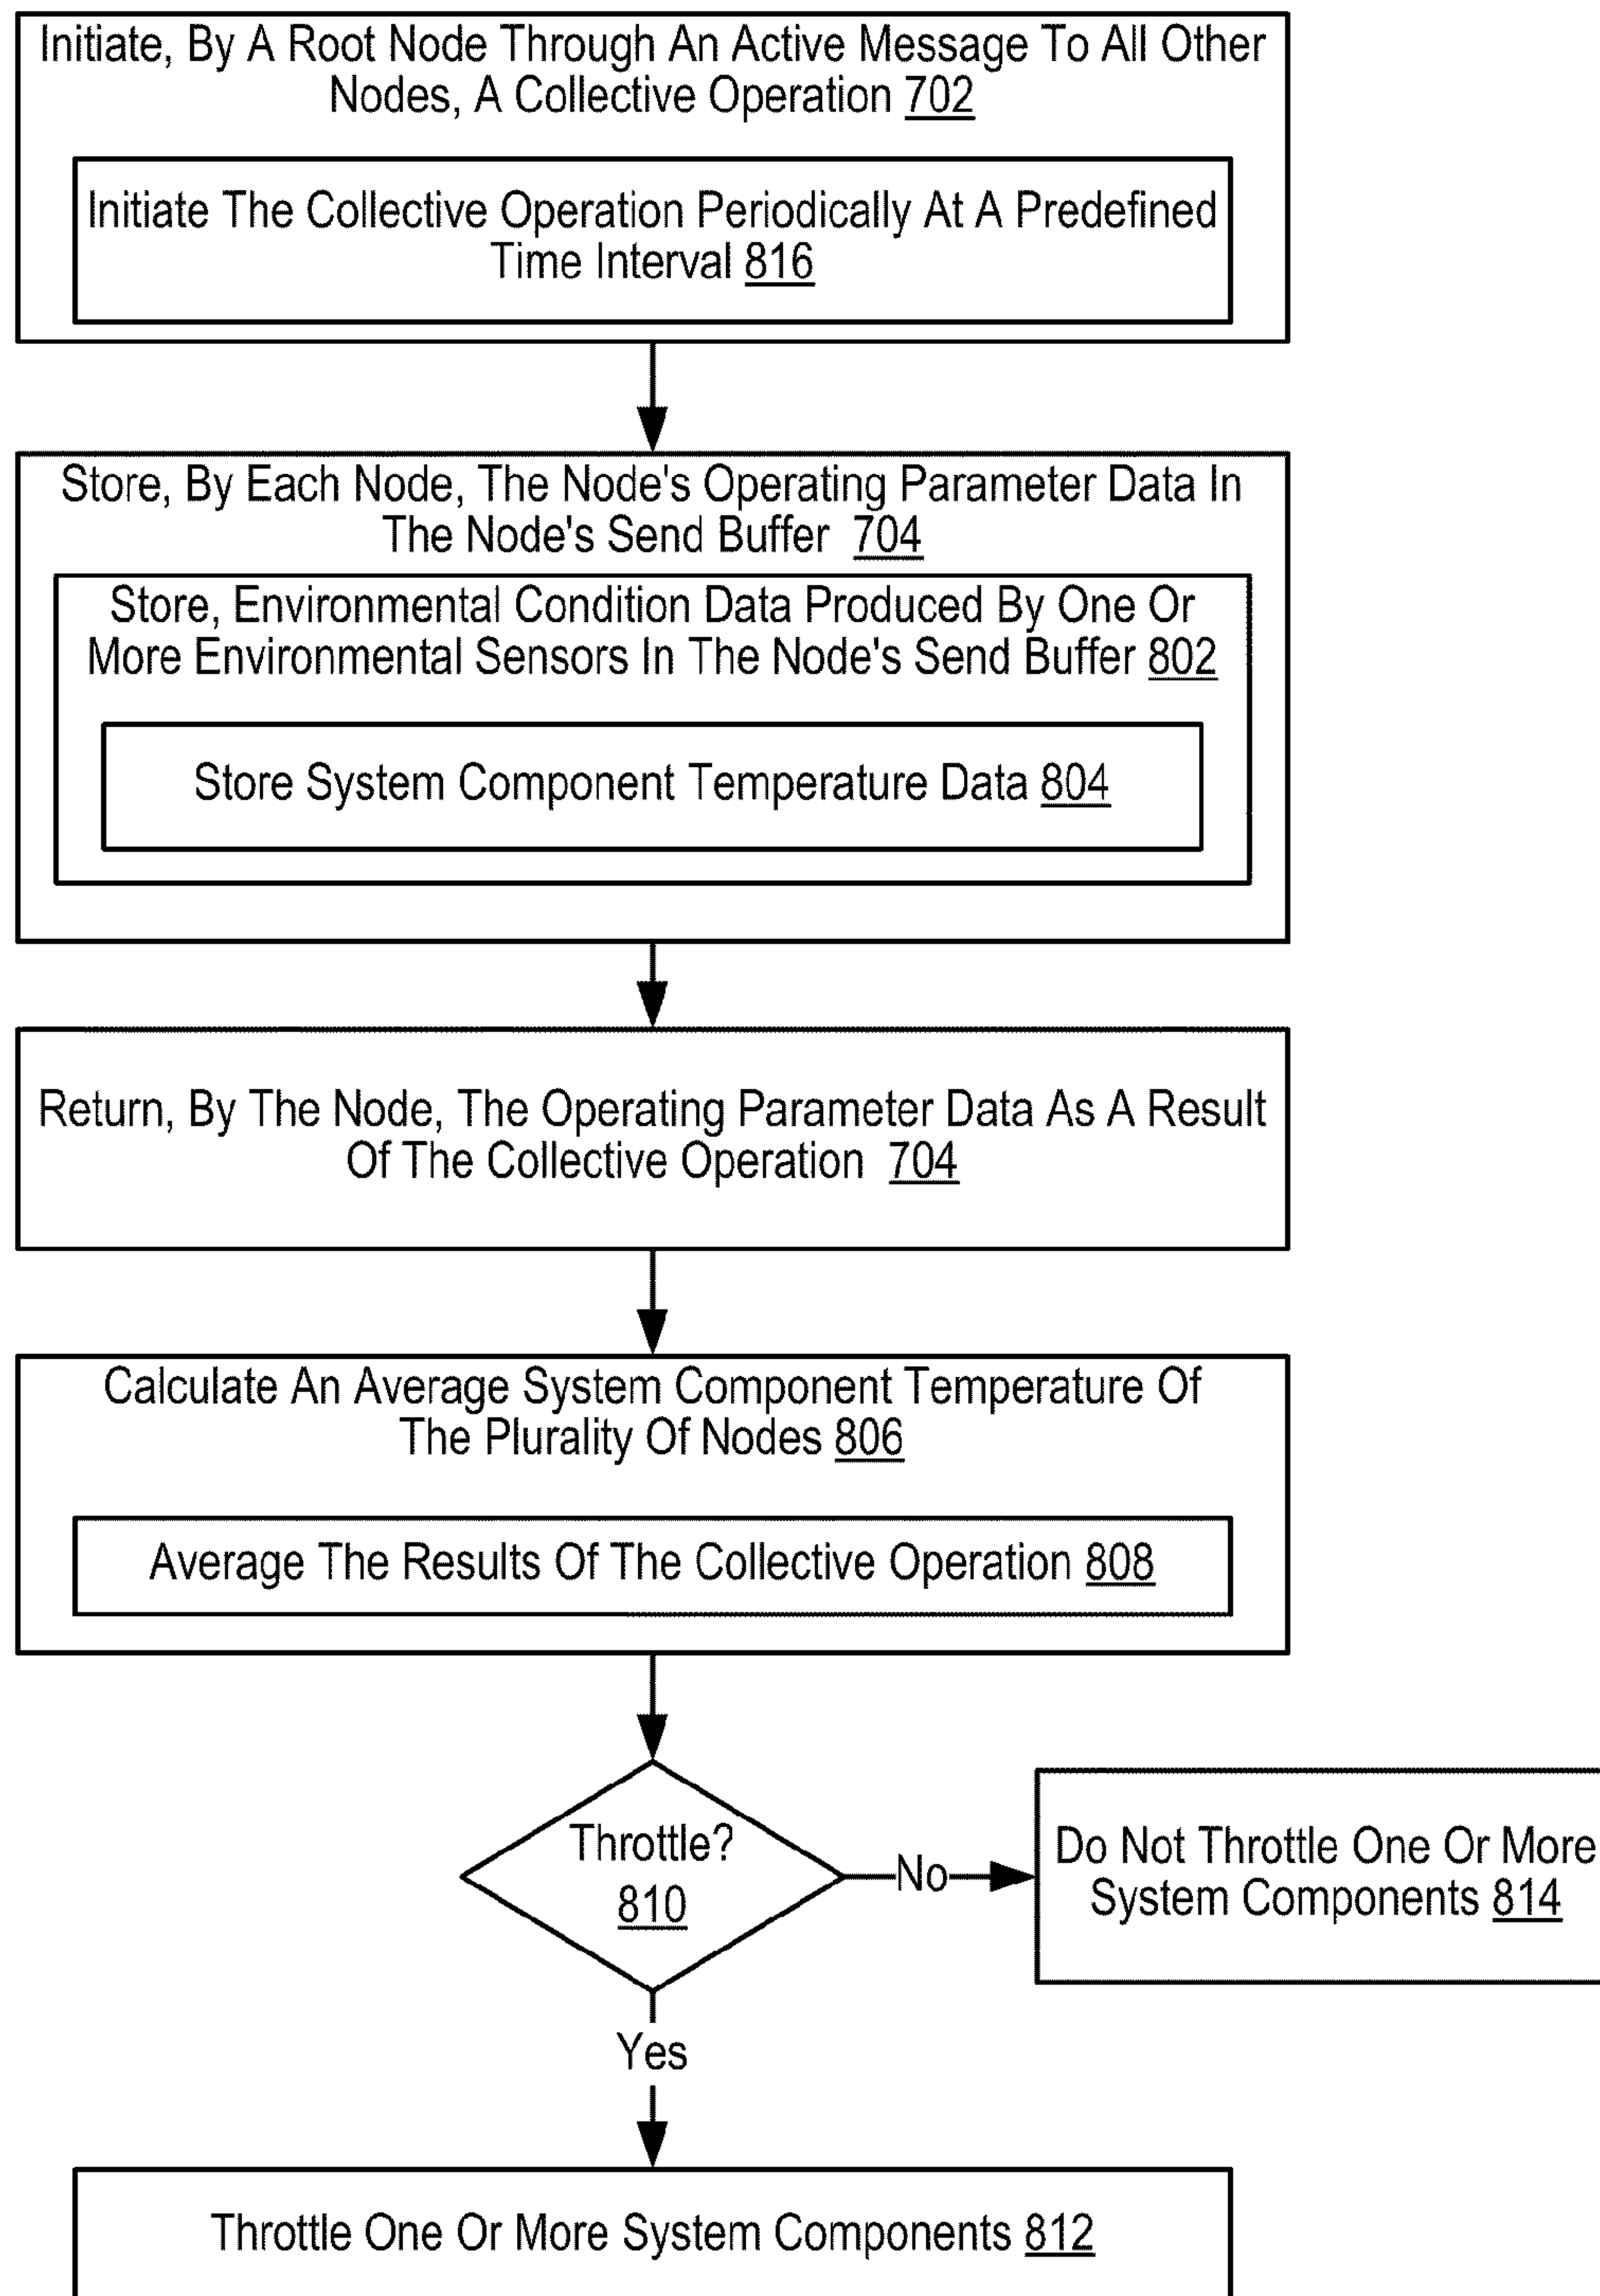 Initiate, By A Root Node Through An Active Message To All Other
Nodes, A Collective Operation 702
Initiate The Collective Operation Periodically At A Predefined
Time Interval 816
Store, By Each Node, The Node's Operating Parameter Data In
The Node's Send Buffer 704
Store, Environmental Condition Data Produced By One Or
More Environmental Sensors In The Node's Send Buffer 802
Store System Component Temperature Data 804
Return, By The Node, The Operating Parameter Data As A Result
Of The Collective Operation 704
Calculate An Average System Component Temperature Of
The Plurality Of Nodes 806
Average The Results Of The Collective Operation 808
Throttle?
810
No
Do Not Throttle One Or More
System Components 814
Yes
Throttle One Or More System Components 812